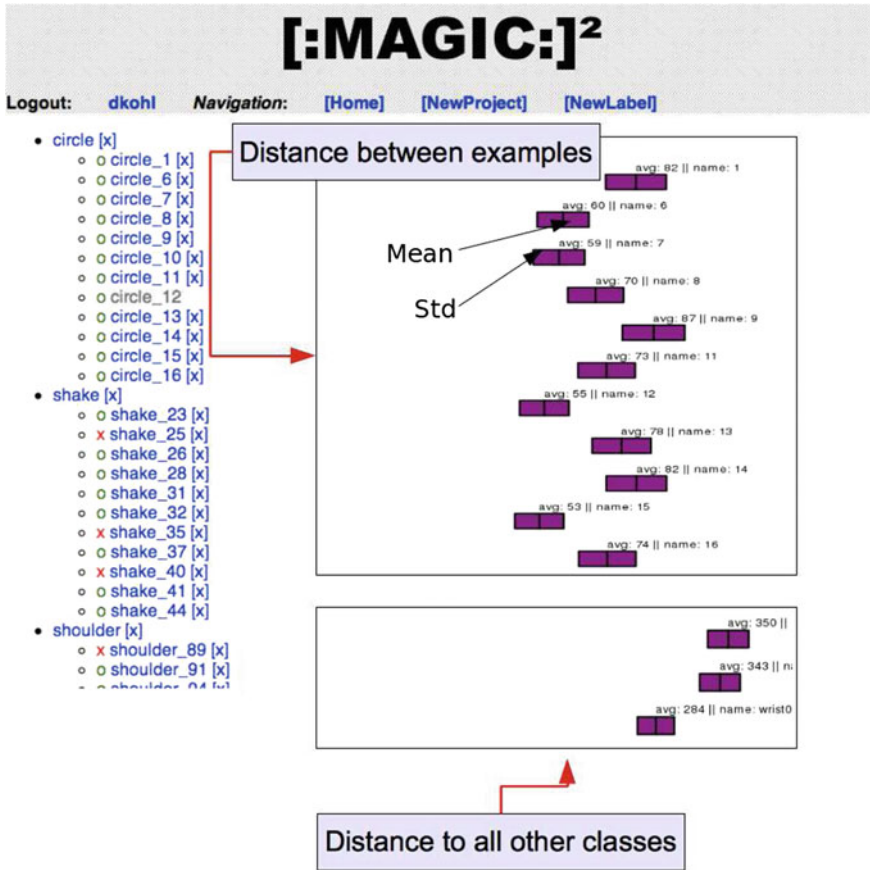 [:MAGIC:]²
Logout: dkohl Navigation: [Home] [NewProject] [NewLabel]
circle [x]
o circle_1 [x]
o circle_6 [x]
o circle_7 [x]
o circle_8 [x]
o circle_9 [x]
o circle_10 [x]
o circle_11 [x]
o circle_12
o circle_13 [x]
o circle_14 [x]
o circle_15 [x]
o circle_16 [x]
shake [x]
o shake_23 [x]
x shake_25 [x]
o shake_26 [x]
o shake_28 [x]
o shake_31 [x]
o shake_32 [x]
x shake_35 [x]
o shake_37 [x]
x shake_40 [x]
o shake_41 [x]
o shake_44 [x]
shoulder [x]
x shoulder_89 [x]
o shoulder_91 [x]
Distance between examples
avg: 82 || name: 1
avg: 60 || name: 6
Mean
avg: 59 || name: 7
Std
avg: 70 || name: 8
avg: 87 || name: 9
avg: 73 || name: 11
avg: 55 || name: 12
avg: 78 || name: 13
avg: 82 || name: 14
avg: 53 || name: 15
avg: 74 || name: 16
avg: 350 ||
avg: 343 ||
avg: 284 || name: wrist0
Distance to all other classes